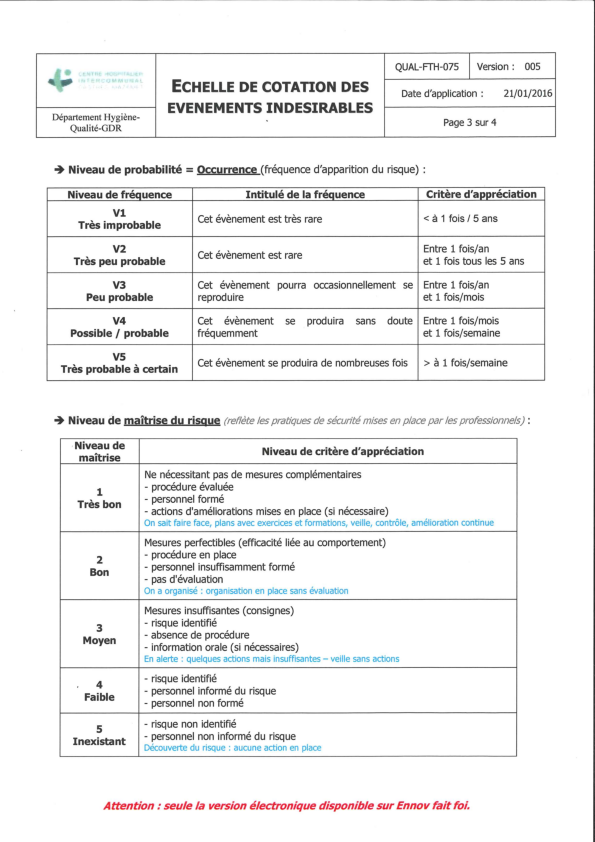 CENTRE HOSPITALIER
INTERCOMMUNAL
Département Hygiène-
Qualité-GDR
ECHELLE DE COTATION DES
EVENEMENTS INDESIRABLES
QUAL-FTH-075
Version : 005
Date d'application : 21/01/2016
Page 3 sur 4
➔ Niveau de probabilité = Occurrence (fréquence d'apparition du risque) :
Niveau de fréquence
Intitulé de la fréquence
Critère d'appréciation
V1
Très improbable
Cet évènement est très rare
< à 1 fois / 5 ans
V2
Très peu probable
Cet évènement est rare
Entre 1 fois/an
et 1 fois tous les 5 ans
V3
Peu probable
Cet évènement pourra occasionnellement se
reproduire
Entre 1 fois/an
et 1 fois/mois
V4
Possible / probable
Cet évènement se produira sans doute
fréquemment
Entre 1 fois/mois
et 1 fois/semaine
V5
Très probable à certain
Cet évènement se produira de nombreuses fois
> à 1 fois/semaine
➔ Niveau de maîtrise du risque (reflète les pratiques de sécurité mises en place par les professionnels) :
Niveau de
maîtrise
Niveau de critère d'appréciation
1
Très bon
Ne nécessitant pas de mesures complémentaires
- procédure évaluée
- personnel formé
- actions d'améliorations mises en place (si nécessaire)
On sait faire face, plans avec exercices et formations, veille, contrôle, amélioration continue
2
Bon
Mesures perfectibles (efficacité liée au comportement)
- procédure en place
- personnel insuffisamment formé
- pas d'évaluation
On a organisé : organisation en place sans évaluation
3
Moyen
Mesures insuffisantes (consignes)
- risque identifié
- absence de procédure
- information orale (si nécessaires)
En alerte : quelques actions mais insuffisantes – veille sans actions
4
Faible
- risque identifié
- personnel informé du risque
- personnel non formé
5
Inexistant
- risque non identifié
- personnel non informé du risque
Découverte du risque : aucune action en place
Attention : seule la version électronique disponible sur Ennov fait foi.